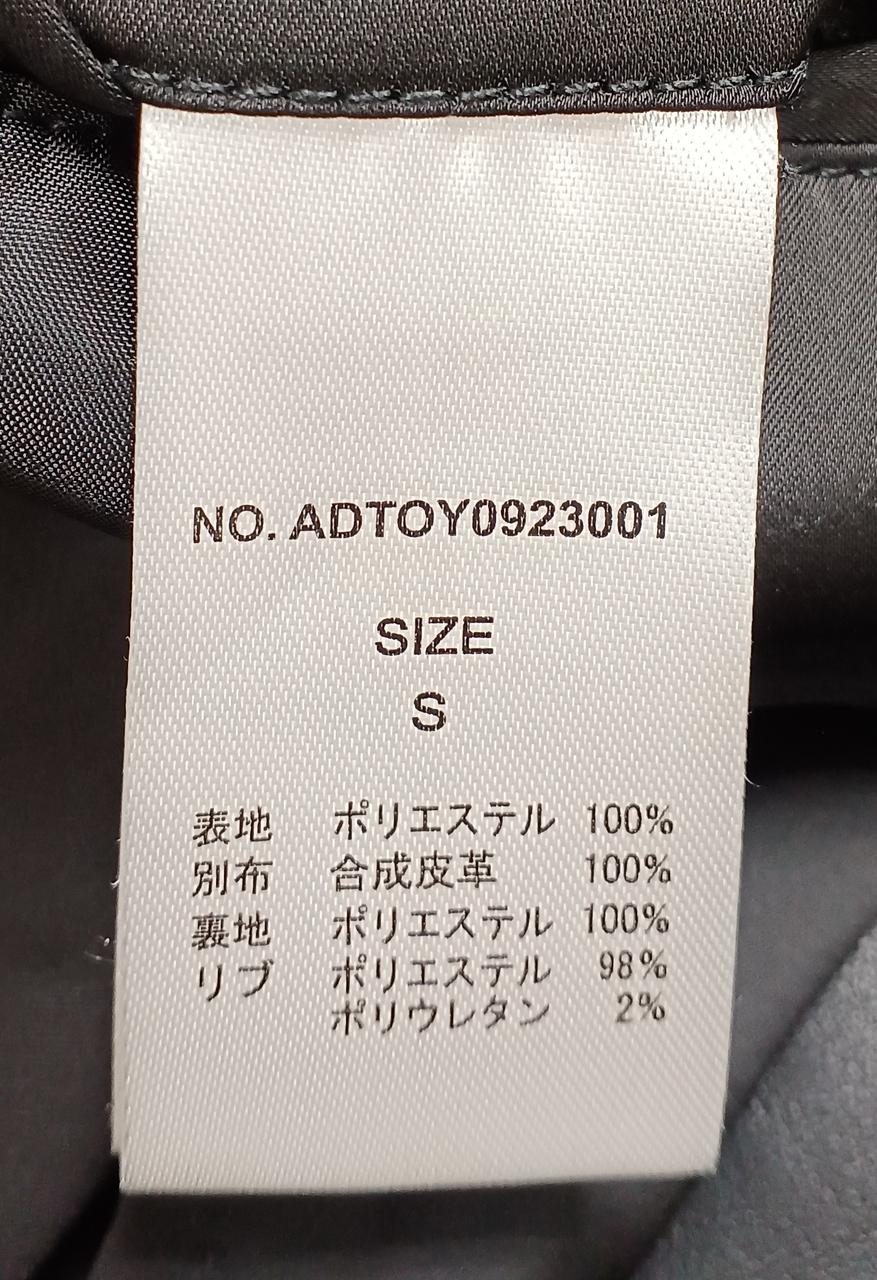 NO. ADTOY0923001
SIZE
S
表地 ポリエステル 100%
別布 合成皮革 100%
裏地 ポリエステル 100%
リブ ポリエステル 98%
ポリウレタン 2%